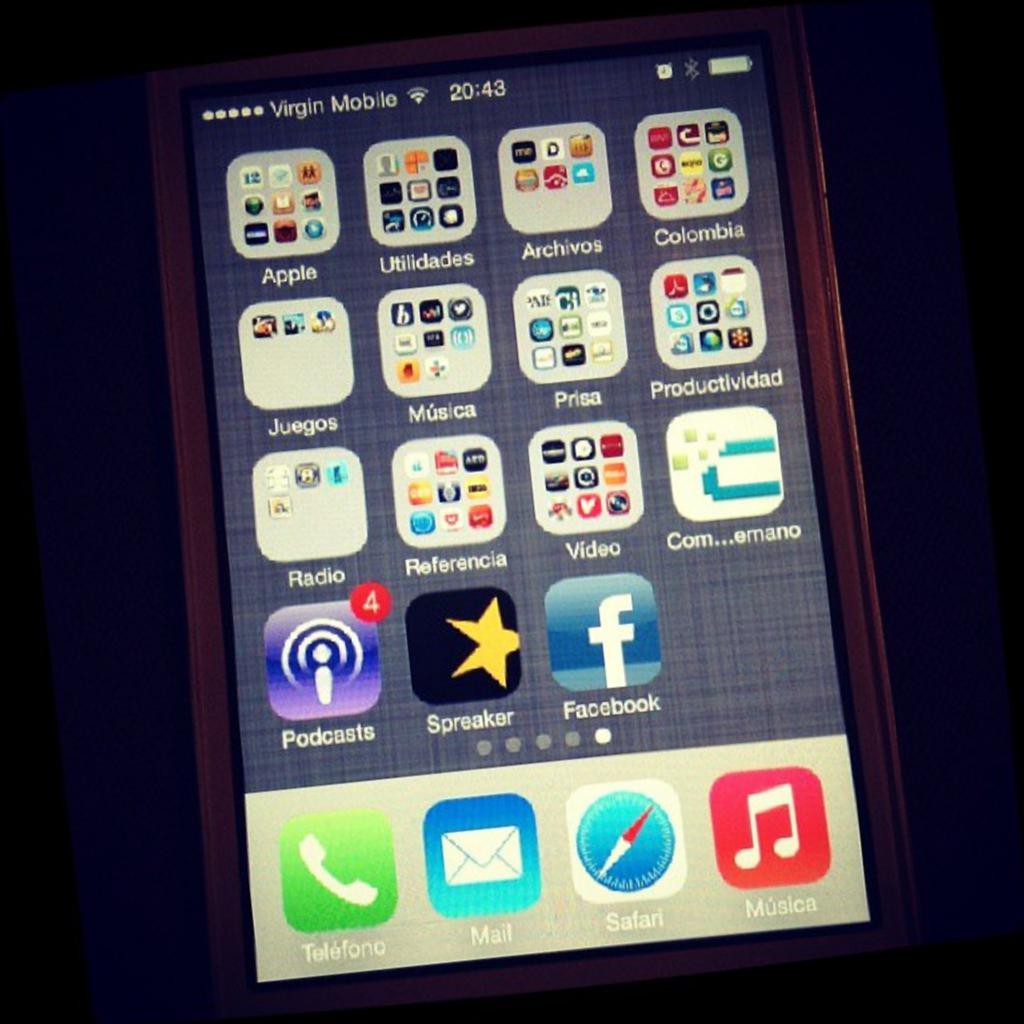 Virgin Mobile 20:43
Apple Utilidades Archivos Colombia
Juegos Música Prisa Productividad
Radio Referencia Vídeo Com...emano
4
Podcasts Spreaker Facebook
Teléfono Mail Safari Música